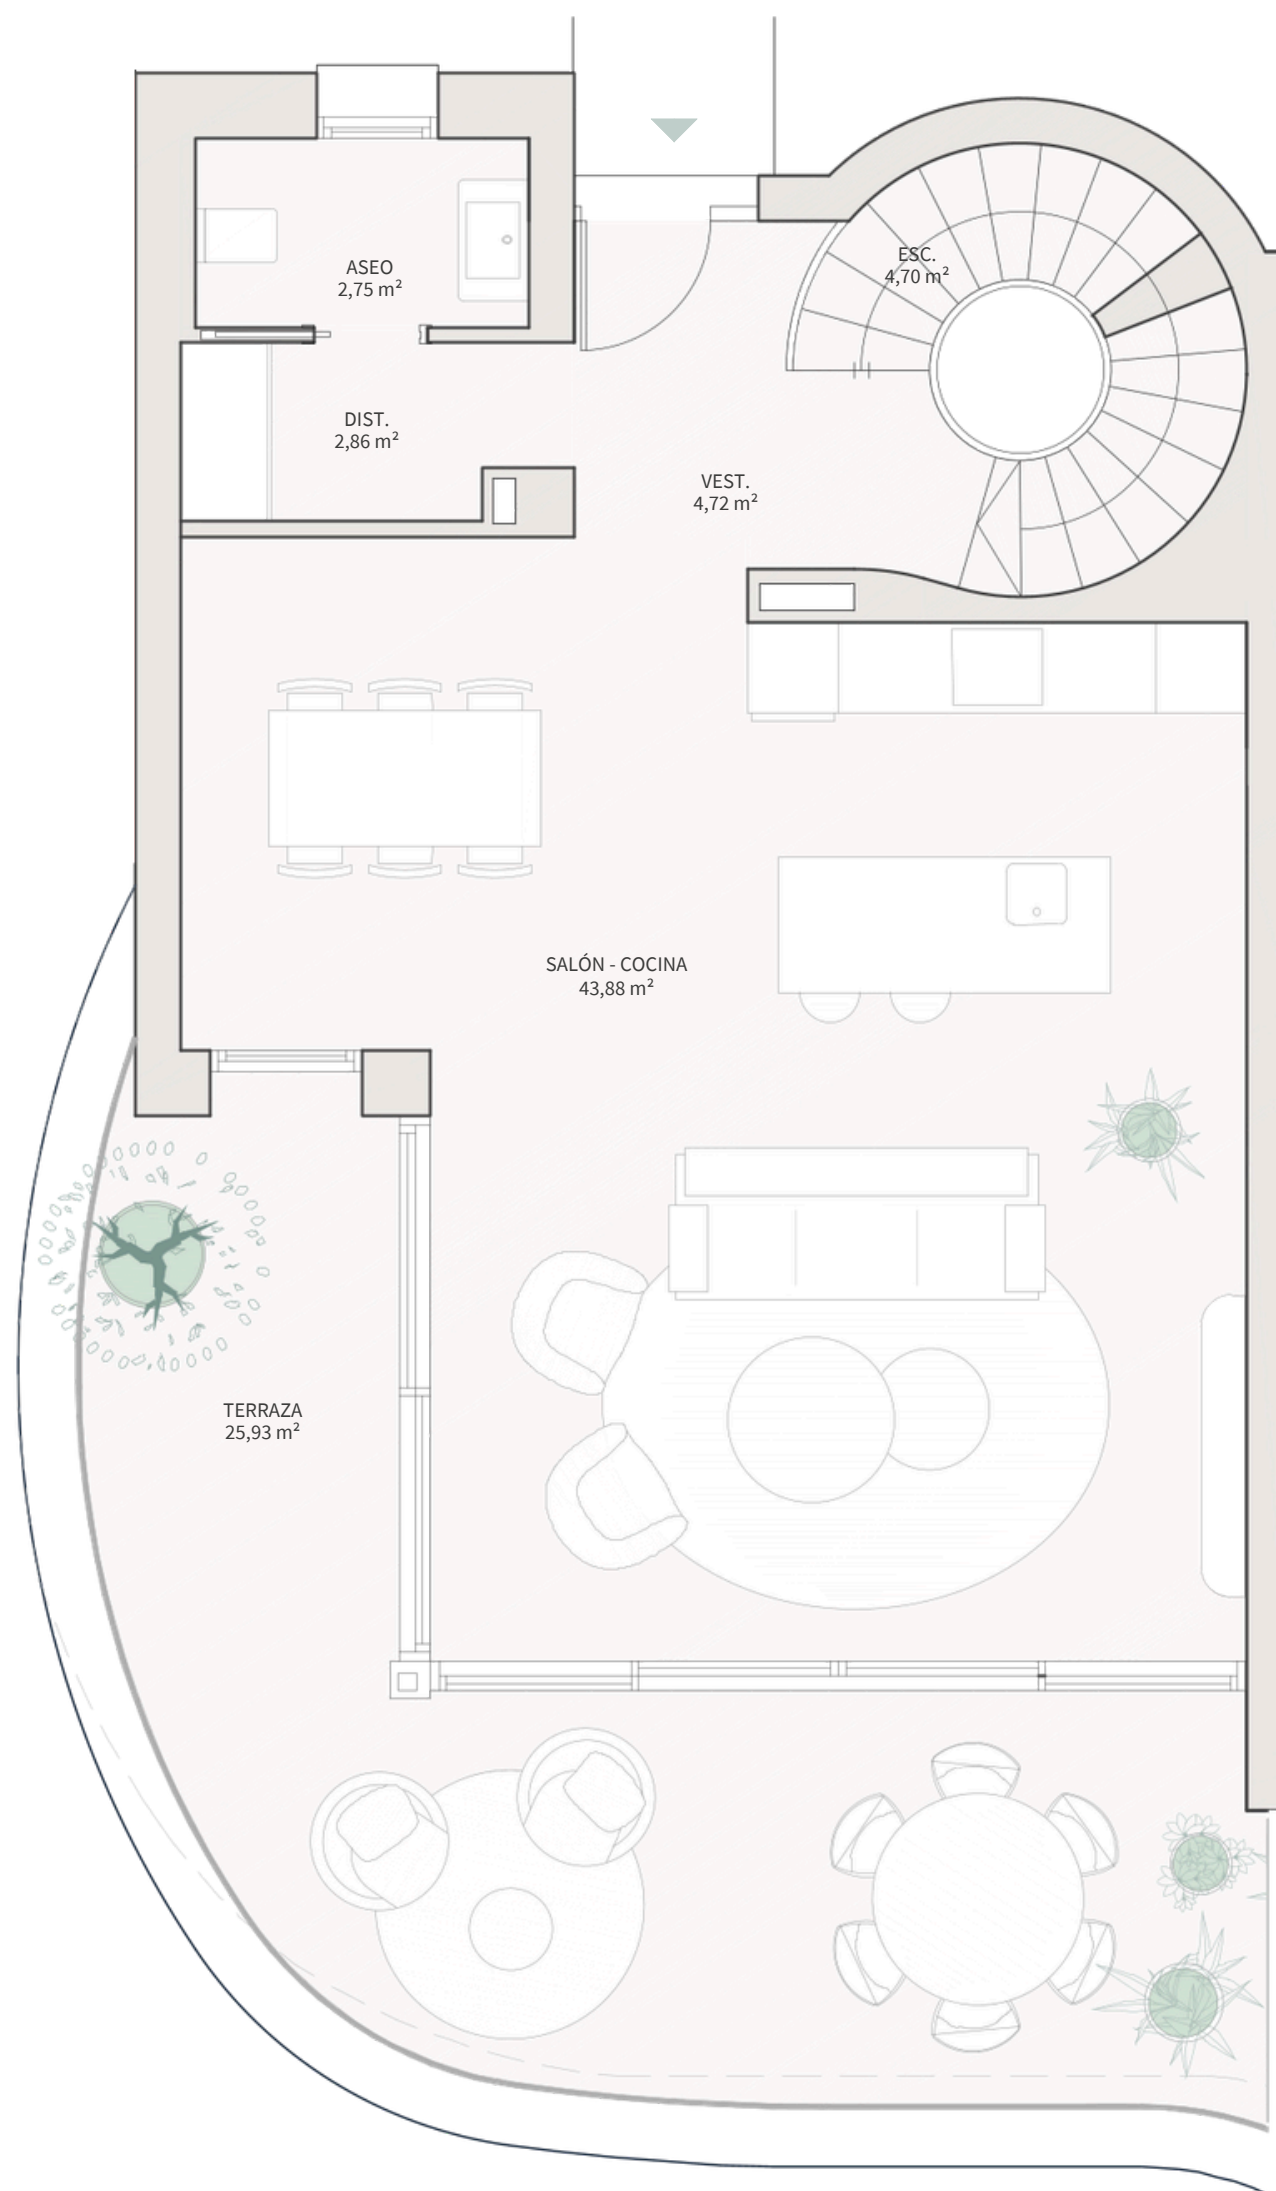 ASEO
2,75 m²
ESC.
4,70 m²
DIST.
2,86 m²
VEST.
4,72 m²
SALÓN - COCINA
43,88 m²
TERRAZA
25,93 m²